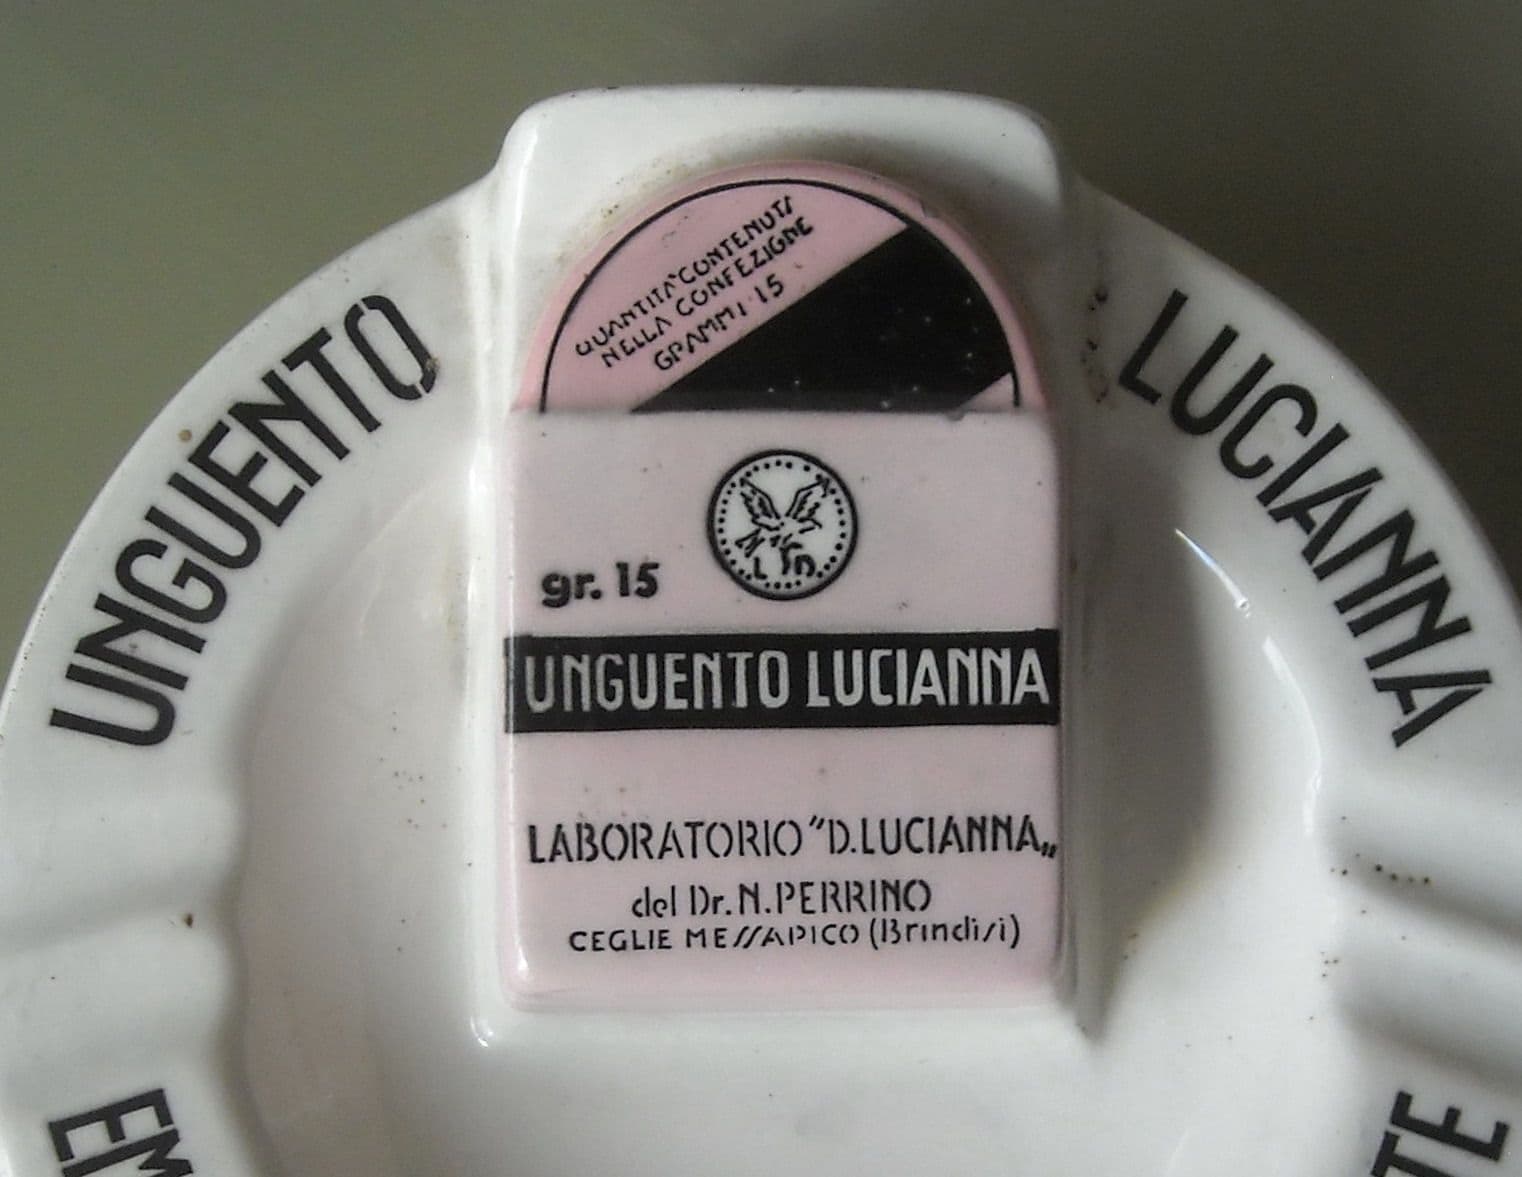 UNGUENTO LUCIANNA
QUANTITA' CONTENUTA
NELLA CONFEZIONE
GRAMMI 15
gr. 15
L D
UNGUENTO LUCIANNA
LABORATORIO "D. LUCIANNA„
del Dr. N. PERRINO
CEGLIE MESSAPICO (Brindisi)